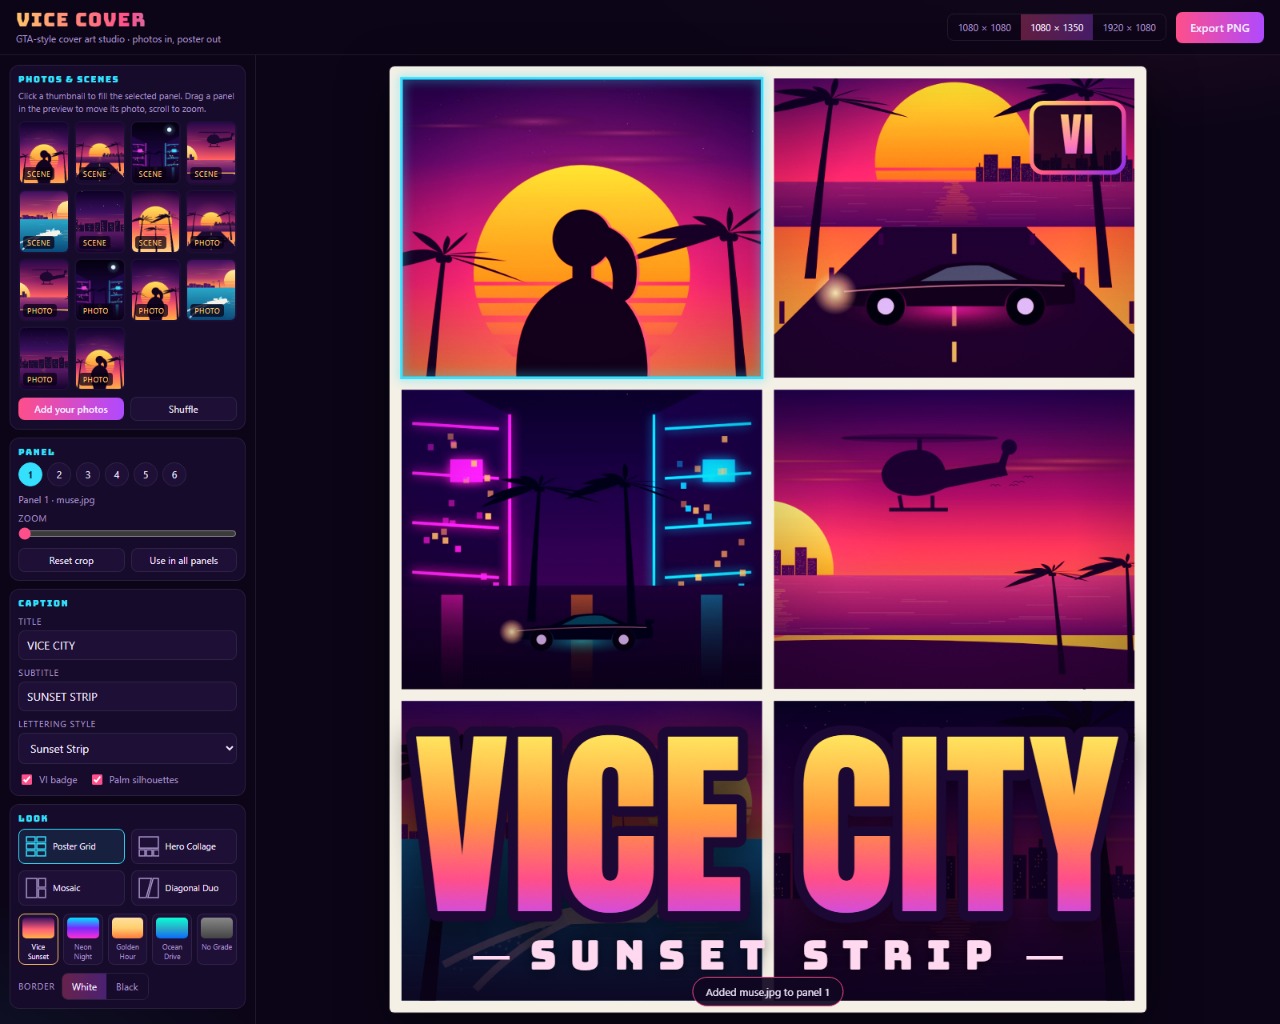 VICE COVER
GTA-style cover art studio · photos in, poster out
1080 × 1080
1080 × 1350
1920 × 1080
Export PNG
PHOTOS & SCENES
Click a thumbnail to fill the selected panel. Drag a panel
in the preview to move its photo, scroll to zoom.
SCENE
SCENE
SCENE
SCENE
SCENE
SCENE
SCENE
PHOTO
PHOTO
PHOTO
PHOTO
PHOTO
PHOTO
PHOTO
Add your photos
Shuffle
PANEL
1 2 3 4 5 6
Panel 1 · muse.jpg
ZOOM
Reset crop
Use in all panels
CAPTION
TITLE
VICE CITY
SUBTITLE
SUNSET STRIP
LETTERING STYLE
Sunset Strip
VI badge
Palm silhouettes
LOOK
Poster Grid
Hero Collage
Mosaic
Diagonal Duo
Vice
Sunset
Neon
Night
Golden
Hour
Ocean
Drive
No Grade
BORDER
White
Black
VI
VICE CITY
— SUNSET STRIP —
Added muse.jpg to panel 1